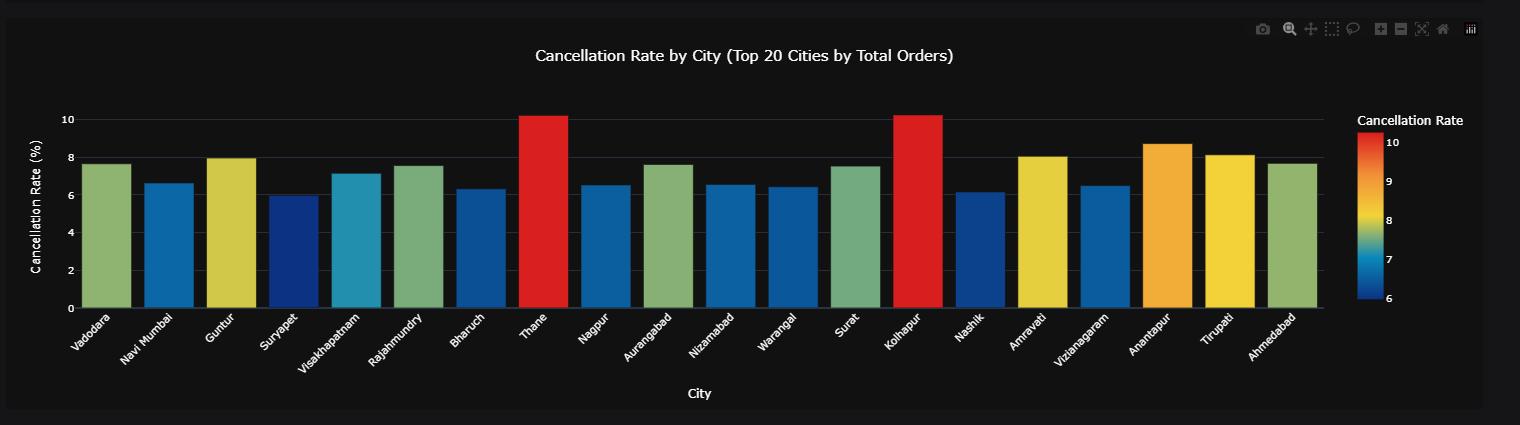 Cancellation Rate by City (Top 20 Cities by Total Orders)
Cancellation Rate (%)
10
8
6
4
2
0
Vadodara
Navi Mumbai
Guntur
Suryapet
Visakhapatnam
Rajahmundry
Bharuch
Thane
Nagpur
Aurangabad
Nizamabad
Warangal
Surat
Kolhapur
Nashik
Amravati
Vizianagaram
Anantapur
Tirupati
Ahmedabad
City
Cancellation Rate
10
9
8
7
6